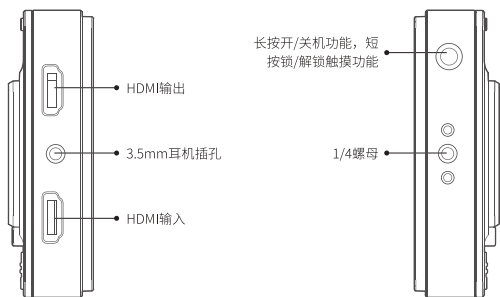 HDMI输出
3.5mm耳机插孔
HDMI输入
长按开/关机功能，短
按锁/解锁触摸功能
1/4螺母